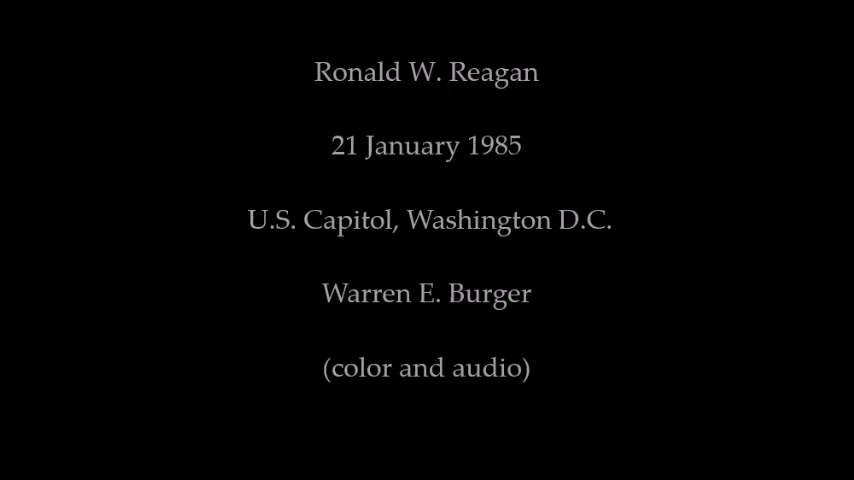 Ronald W. Reagan
21 January 1985
U.S. Capitol, Washington D.C.
Warren E. Burger
(color and audio)